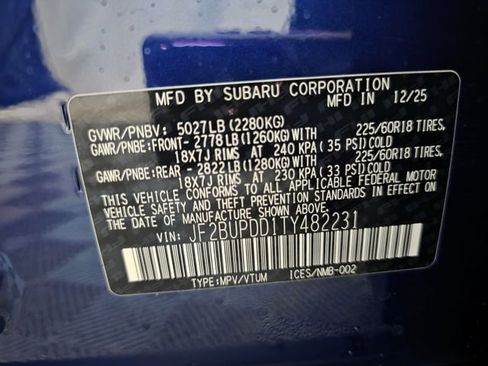 MFD BY SUBARU CORPORATION
MFD IN 12/25
GVWR/PNBV: 5027LB(2280KG)
GAWR/PNBE:FRONT- 2778LB(1260KG)WITH 225/60R18 TIRES,
18X7J RIMS AT 240 KPA( 35 PSI)COLD
GAWR/PNBE:REAR - 2822LB(1280KG)WITH 225/60R18 TIRES,
18X7J RIMS AT 230 KPA( 33 PSI)COLD
THIS VEHICLE CONFORMS TO ALL APPLICABLE FEDERAL MOTOR
VEHICLE SAFETY AND THEFT PREVENTION STANDARDS IN EFFECT ON
THE DATE OF MANUFACTURE SHOWN ABOVE.
VIN: JF2BUPDD1TY482231
TYPE:MPV/VTUM ICES/NMB-002